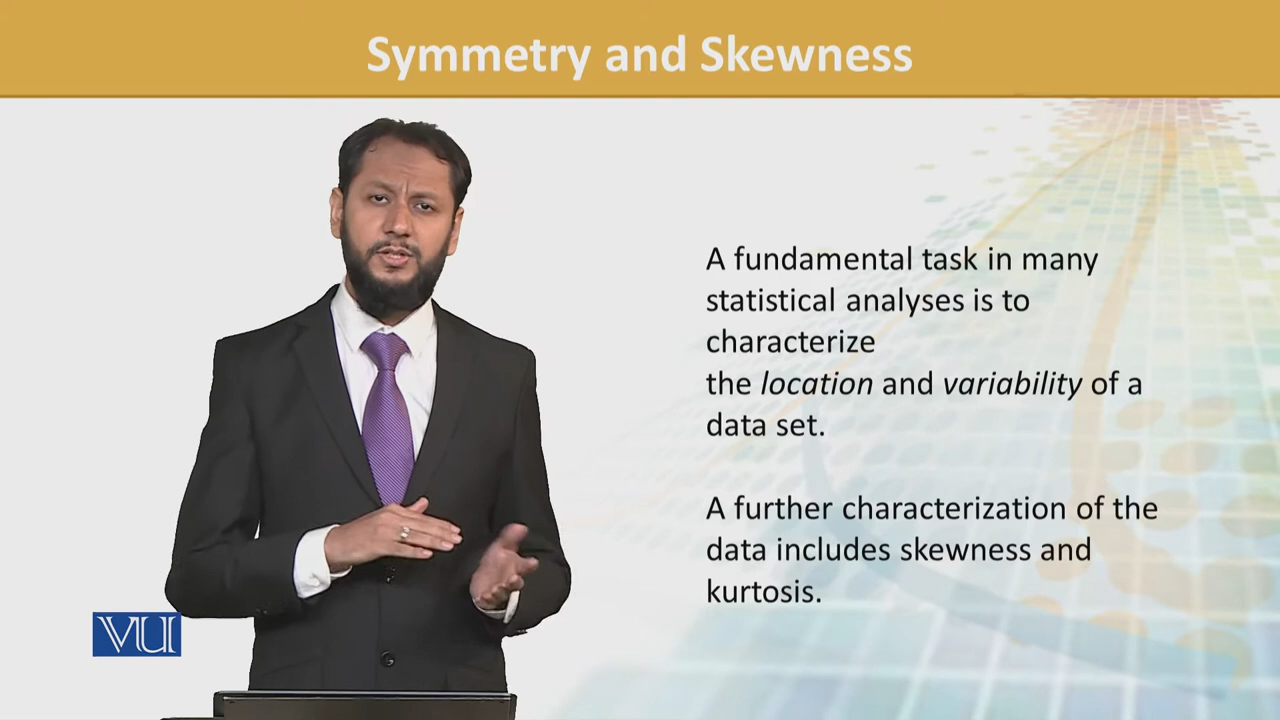 Symmetry and Skewness
A fundamental task in many
statistical analyses is to
characterize
the location and variability of a
data set.
A further characterization of the
data includes skewness and
kurtosis.
VU